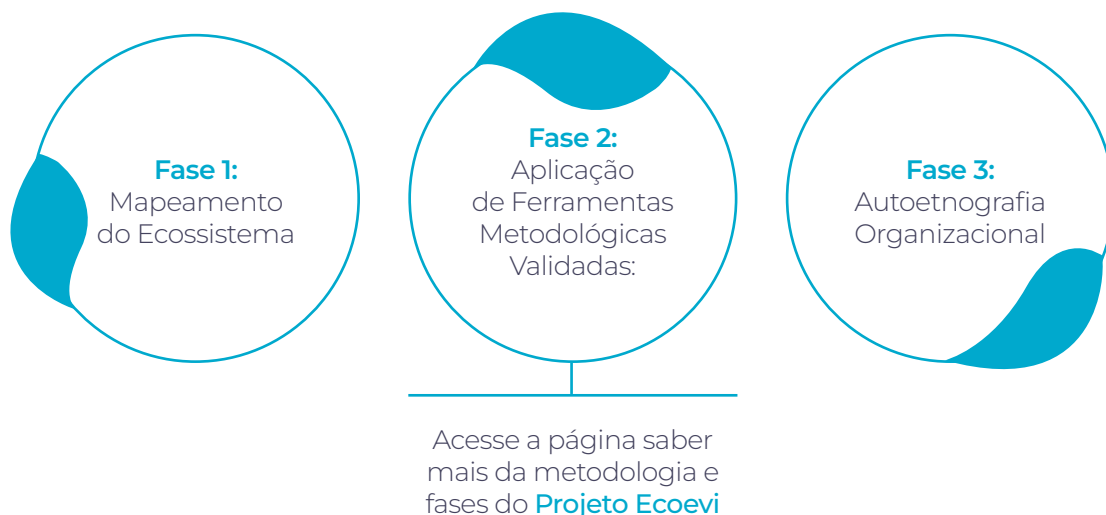 Fase 1:
Mapeamento
do Ecossistema
Fase 2:
Aplicação
de Ferramentas
Metodológicas
Validadas:
Fase 3:
Autoetnografia
Organizacional
Acesse a página saber
mais da metodologia e
fases do Projeto Ecoevi